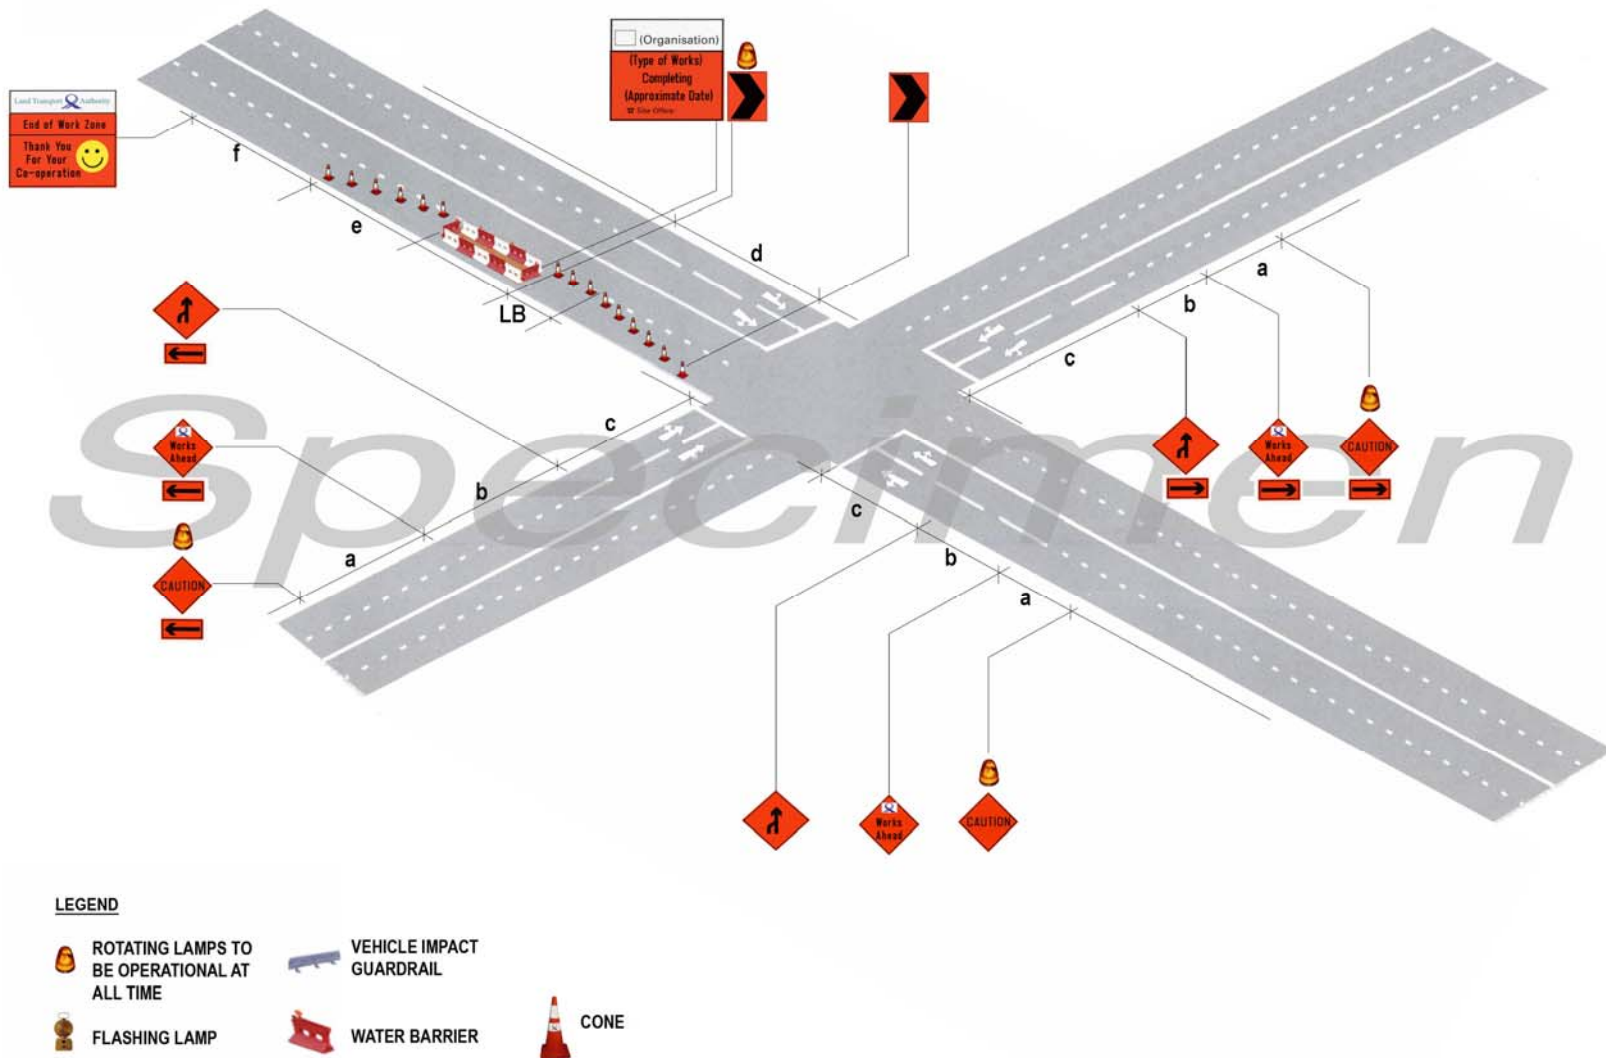 (Organisation)
(Type of Works)
Completing
(Approximate Date)
☎ Site Office:
Land Transport Authority
End of Work Zone
Thank You
For Your
Co-operation
f
e
d
LB
c
b
a
a
b
c
c
b
a
Works
Ahead
CAUTION
Works
Ahead
CAUTION
Works
Ahead
CAUTION
Specimen
LEGEND
ROTATING LAMPS TO
BE OPERATIONAL AT
ALL TIME
VEHICLE IMPACT
GUARDRAIL
FLASHING LAMP
WATER BARRIER
CONE